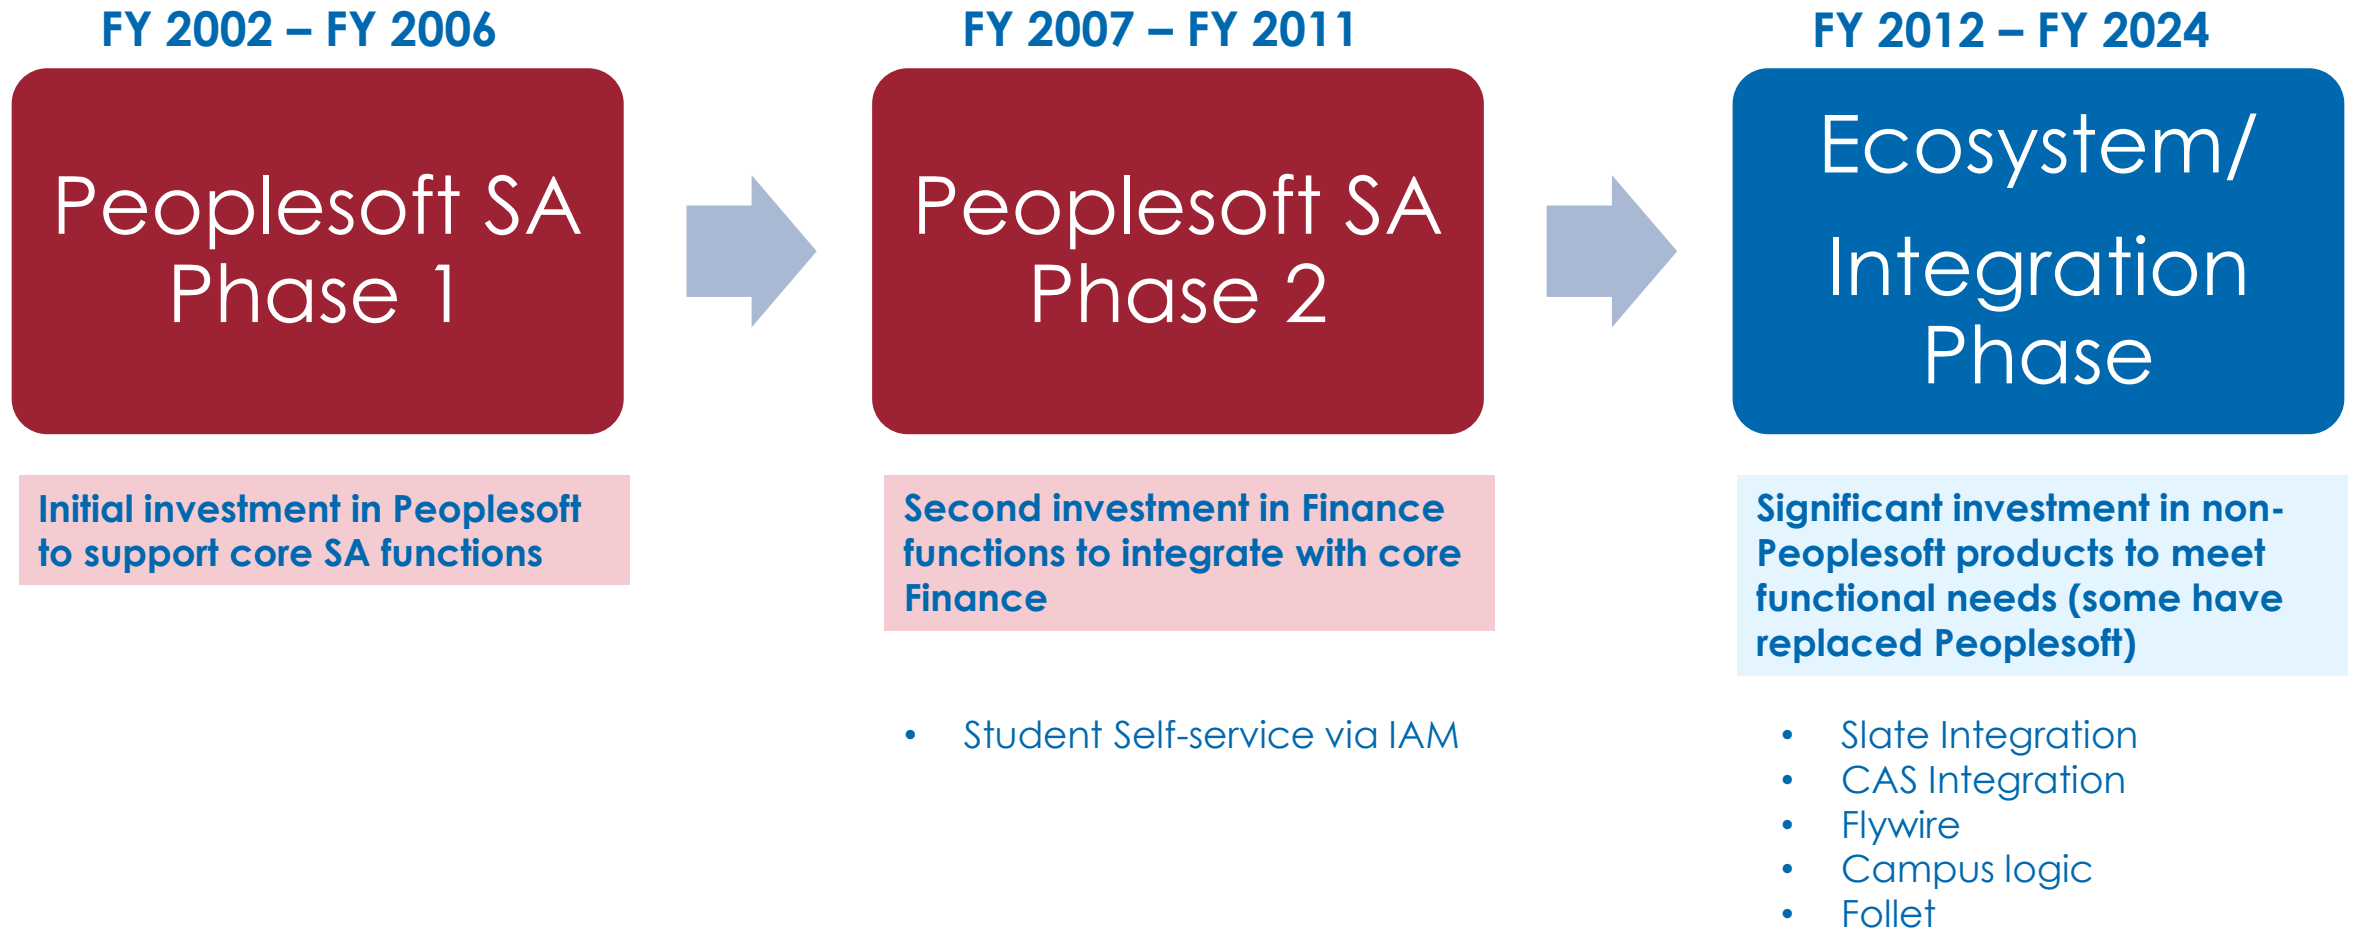 FY 2002 – FY 2006
Peoplesoft SA
Phase 1
Initial investment in Peoplesoft
to support core SA functions
FY 2007 – FY 2011
Peoplesoft SA
Phase 2
Second investment in Finance
functions to integrate with core
Finance
• Student Self-service via IAM
FY 2012 – FY 2024
Ecosystem/
Integration
Phase
Significant investment in non-
Peoplesoft products to meet
functional needs (some have
replaced Peoplesoft)
• Slate Integration
• CAS Integration
• Flywire
• Campus logic
• Follet